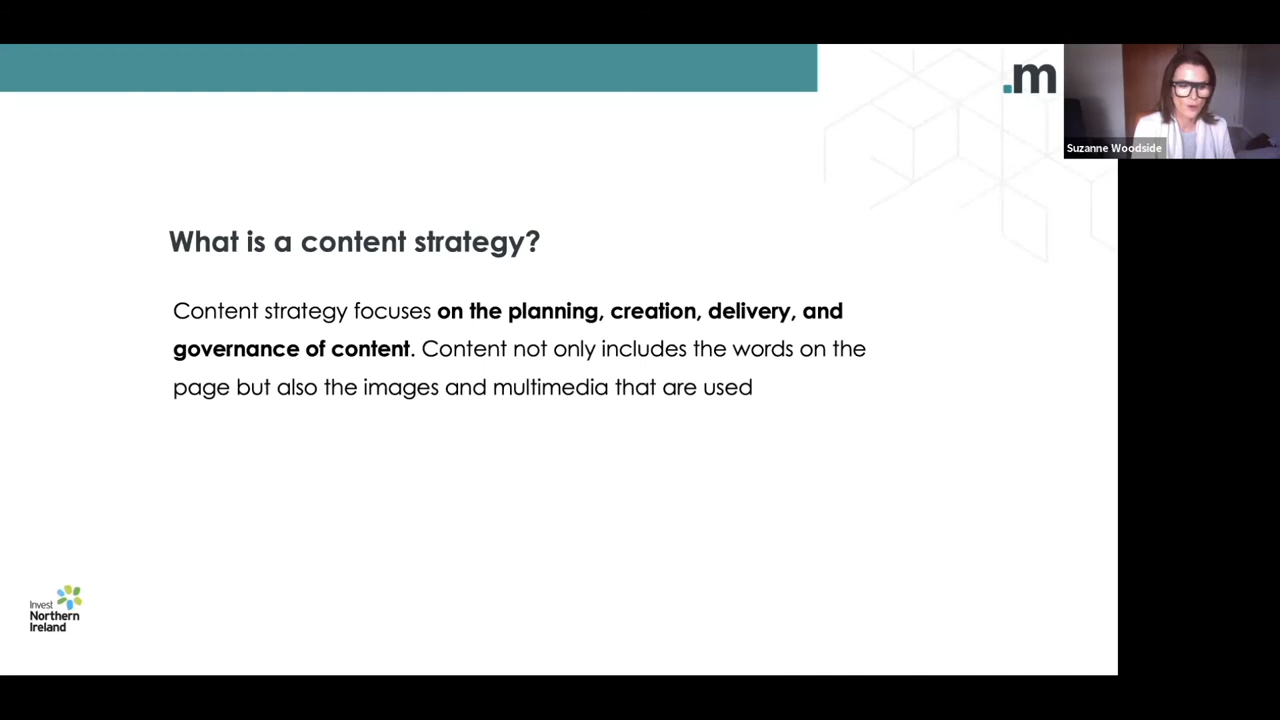 .m
Suzanne Woodside
What is a content strategy?
Content strategy focuses on the planning, creation, delivery, and
governance of content. Content not only includes the words on the
page but also the images and multimedia that are used
Invest
Northern
Ireland